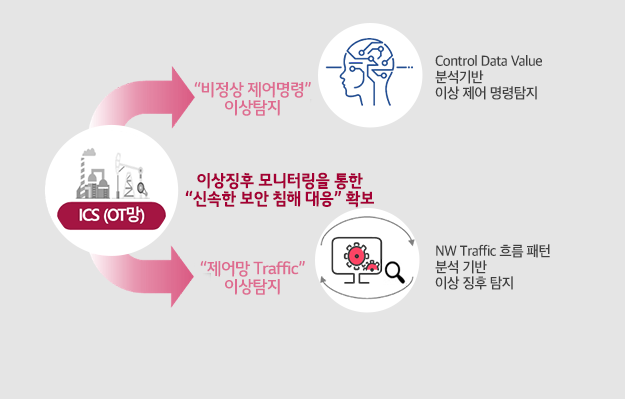 “비정상 제어명령”
이상탐지
Control Data Value
분석기반
이상 제어 명령탐지
이상징후 모니터링을 통한
“신속한 보안 침해 대응” 확보
ICS (OT망)
“제어망 Traffic”
이상탐지
NW Traffic 흐름 패턴
분석 기반
이상 징후 탐지